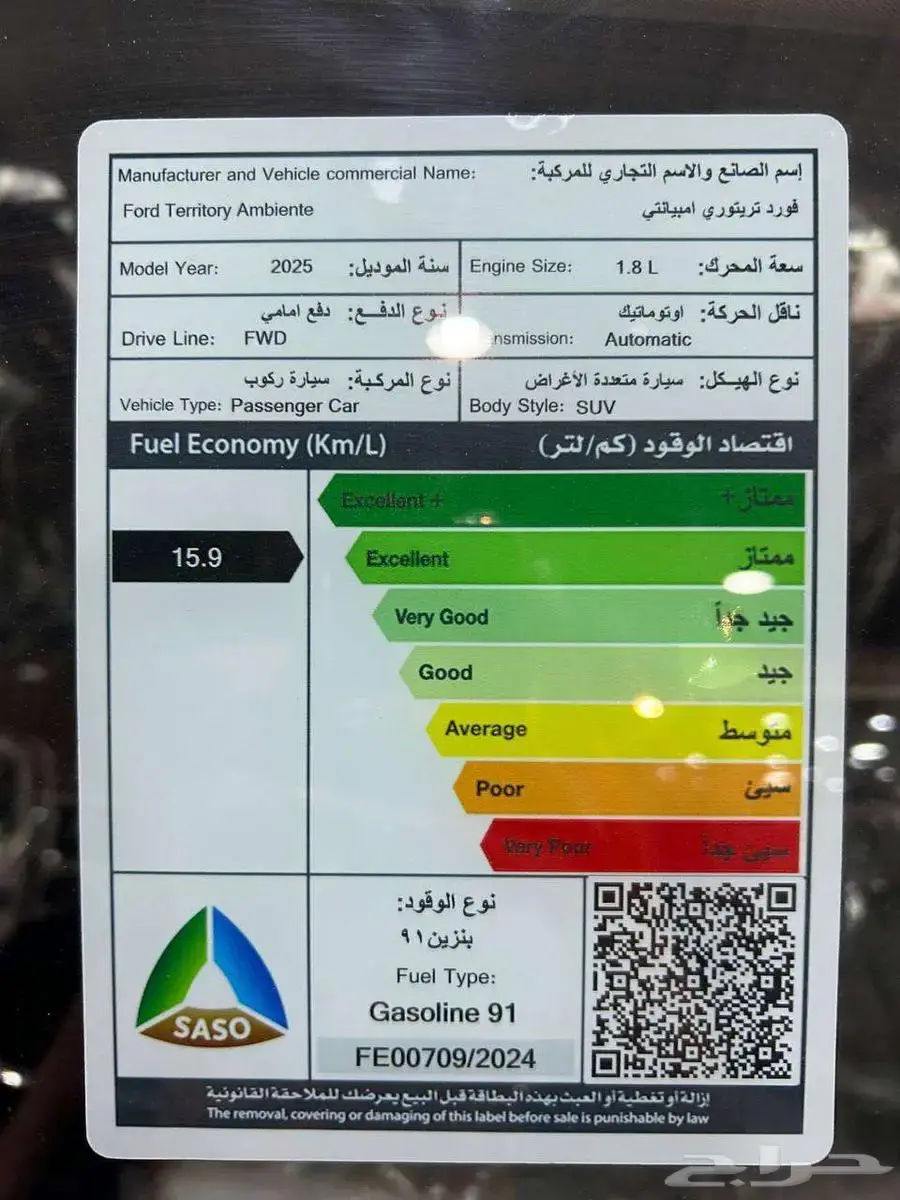 Manufacturer and Vehicle commercial Name: إسم الصانع والاسم التجاري للمركبة:
Ford Territory Ambiente فورد تريتوري امبيانتي
Model Year: 2025 سنة الموديل:
Engine Size: 1.8 L سعة المحرك:
نوع الدفـــع: دفع امامي
Drive Line: FWD
ناقل الحركة: اوتوماتيك
nsmission: Automatic
نوع المركبة: سيارة ركوب
Vehicle Type: Passenger Car
نوع الهيكل: سيارة متعددة الأغراض
Body Style: SUV
Fuel Economy (Km/L) اقتصاد الوقود (كم/لتر)
Excellent + ممتاز+
15.9
Excellent ممتاز
Very Good جيد جداً
Good جيد
Average متوسط
Poor سيئ
Very Poor سيئ جداً
SASO
نوع الوقود:
بنزين٩١
Fuel Type:
Gasoline 91
FE00709/2024
إزالة أو تغطية أو العبث بهذه البطاقة قبل البيع يعرضك للملاحقة القانونية
The removal, covering or damaging of this label before sale is punishable by law
حراج